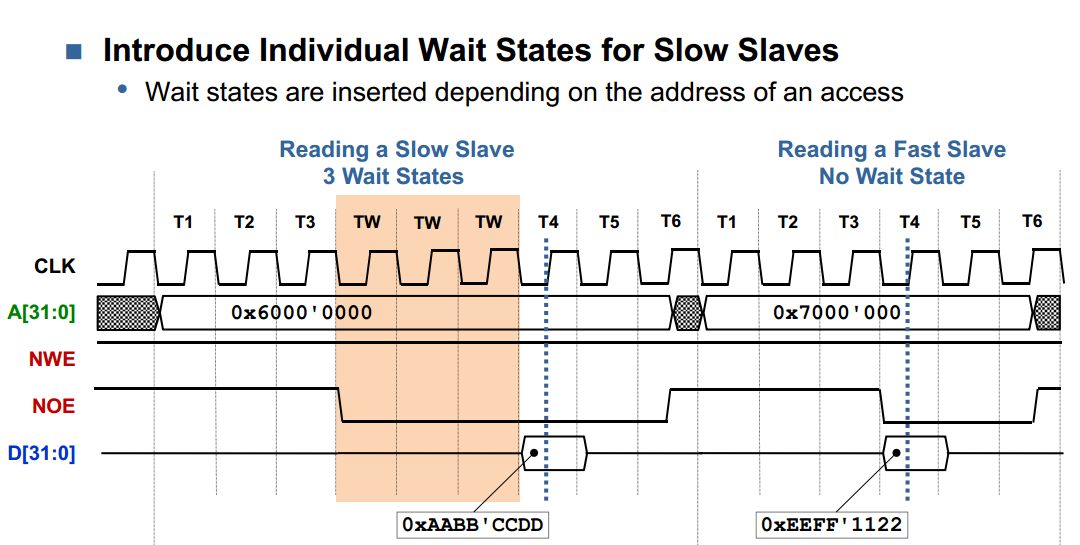 Introduce Individual Wait States for Slow Slaves
Wait states are inserted depending on the address of an access
Reading a Slow Slave
3 Wait States
Reading a Fast Slave
No Wait State
T1 T2 T3 TW TW TW T4 T5 T6 T1 T2 T3 T4 T5 T6
CLK
A[31:0] 0x6000'0000 0x7000'000
NWE
NOE
D[31:0]
0xAABB'CCDD 0xEEFF'1122